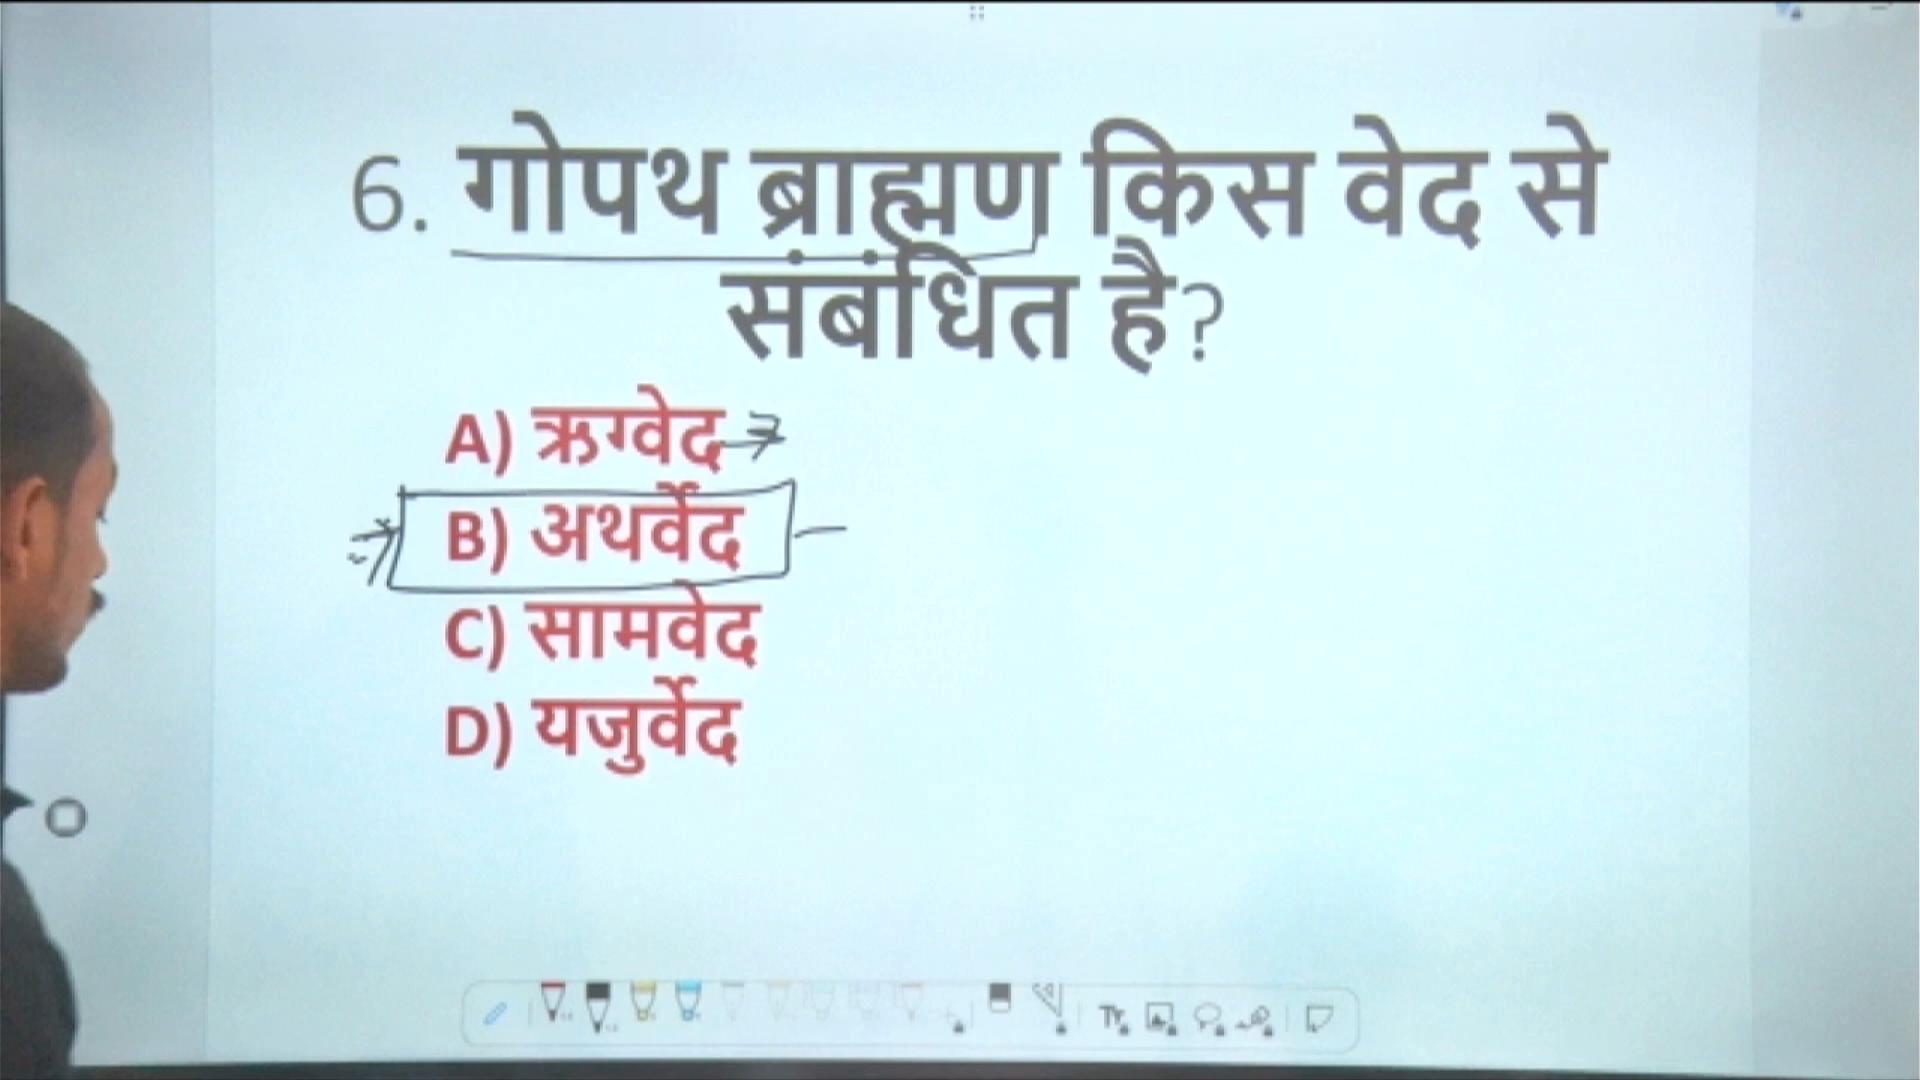 6. गोपथ ब्राह्मण किस वेद से
संबंधित है?
A) ऋग्वेद
B) अथर्वेद
C) सामवेद
D) यजुर्वेद